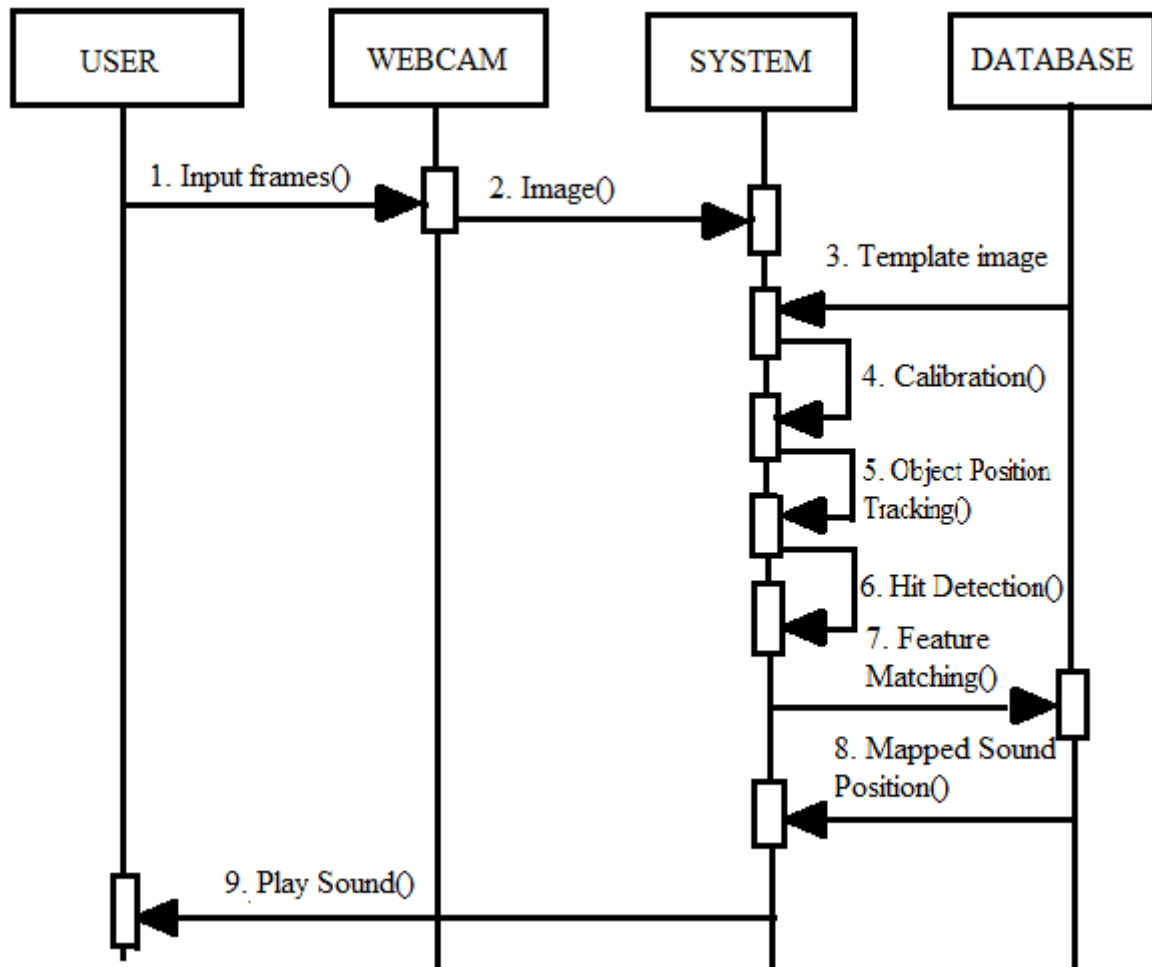 USER
WEBCAM
SYSTEM
DATABASE
1. Input frames()
2. Image()
3. Template image
4. Calibration()
5. Object Position
Tracking()
6. Hit Detection()
7. Feature
Matching()
8. Mapped Sound
Position()
9. Play Sound()